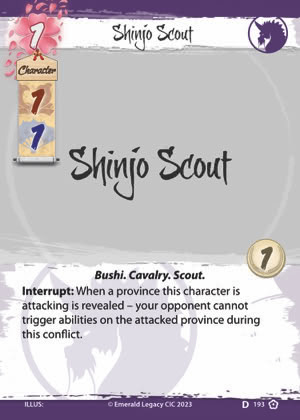 1
Shinjo Scout
Character
1
1
Shinjo Scout
1
Bushi. Cavalry. Scout.
Interrupt: When a province this character is
attacking is revealed – your opponent cannot
trigger abilities on the attacked province during
this conflict.
ILLUS: © Emerald Legacy CIC 2023 D 193